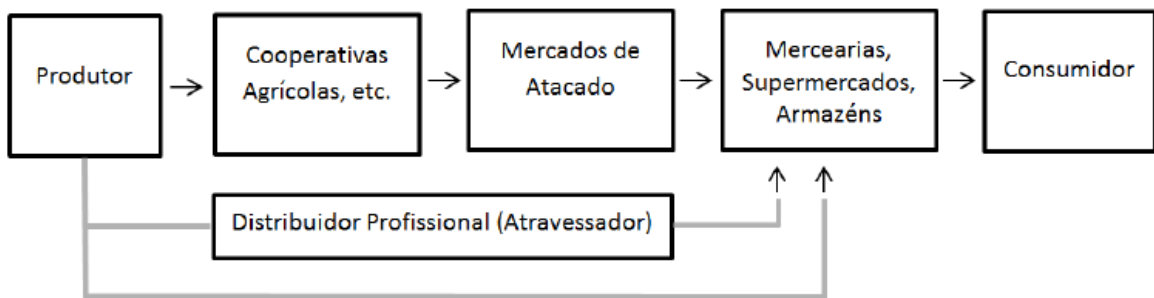 Produtor
Cooperativas
Agrícolas, etc.
Mercados de
Atacado
Mercearias,
Supermercados,
Armazéns
Consumidor
Distribuidor Profissional (Atravessador)